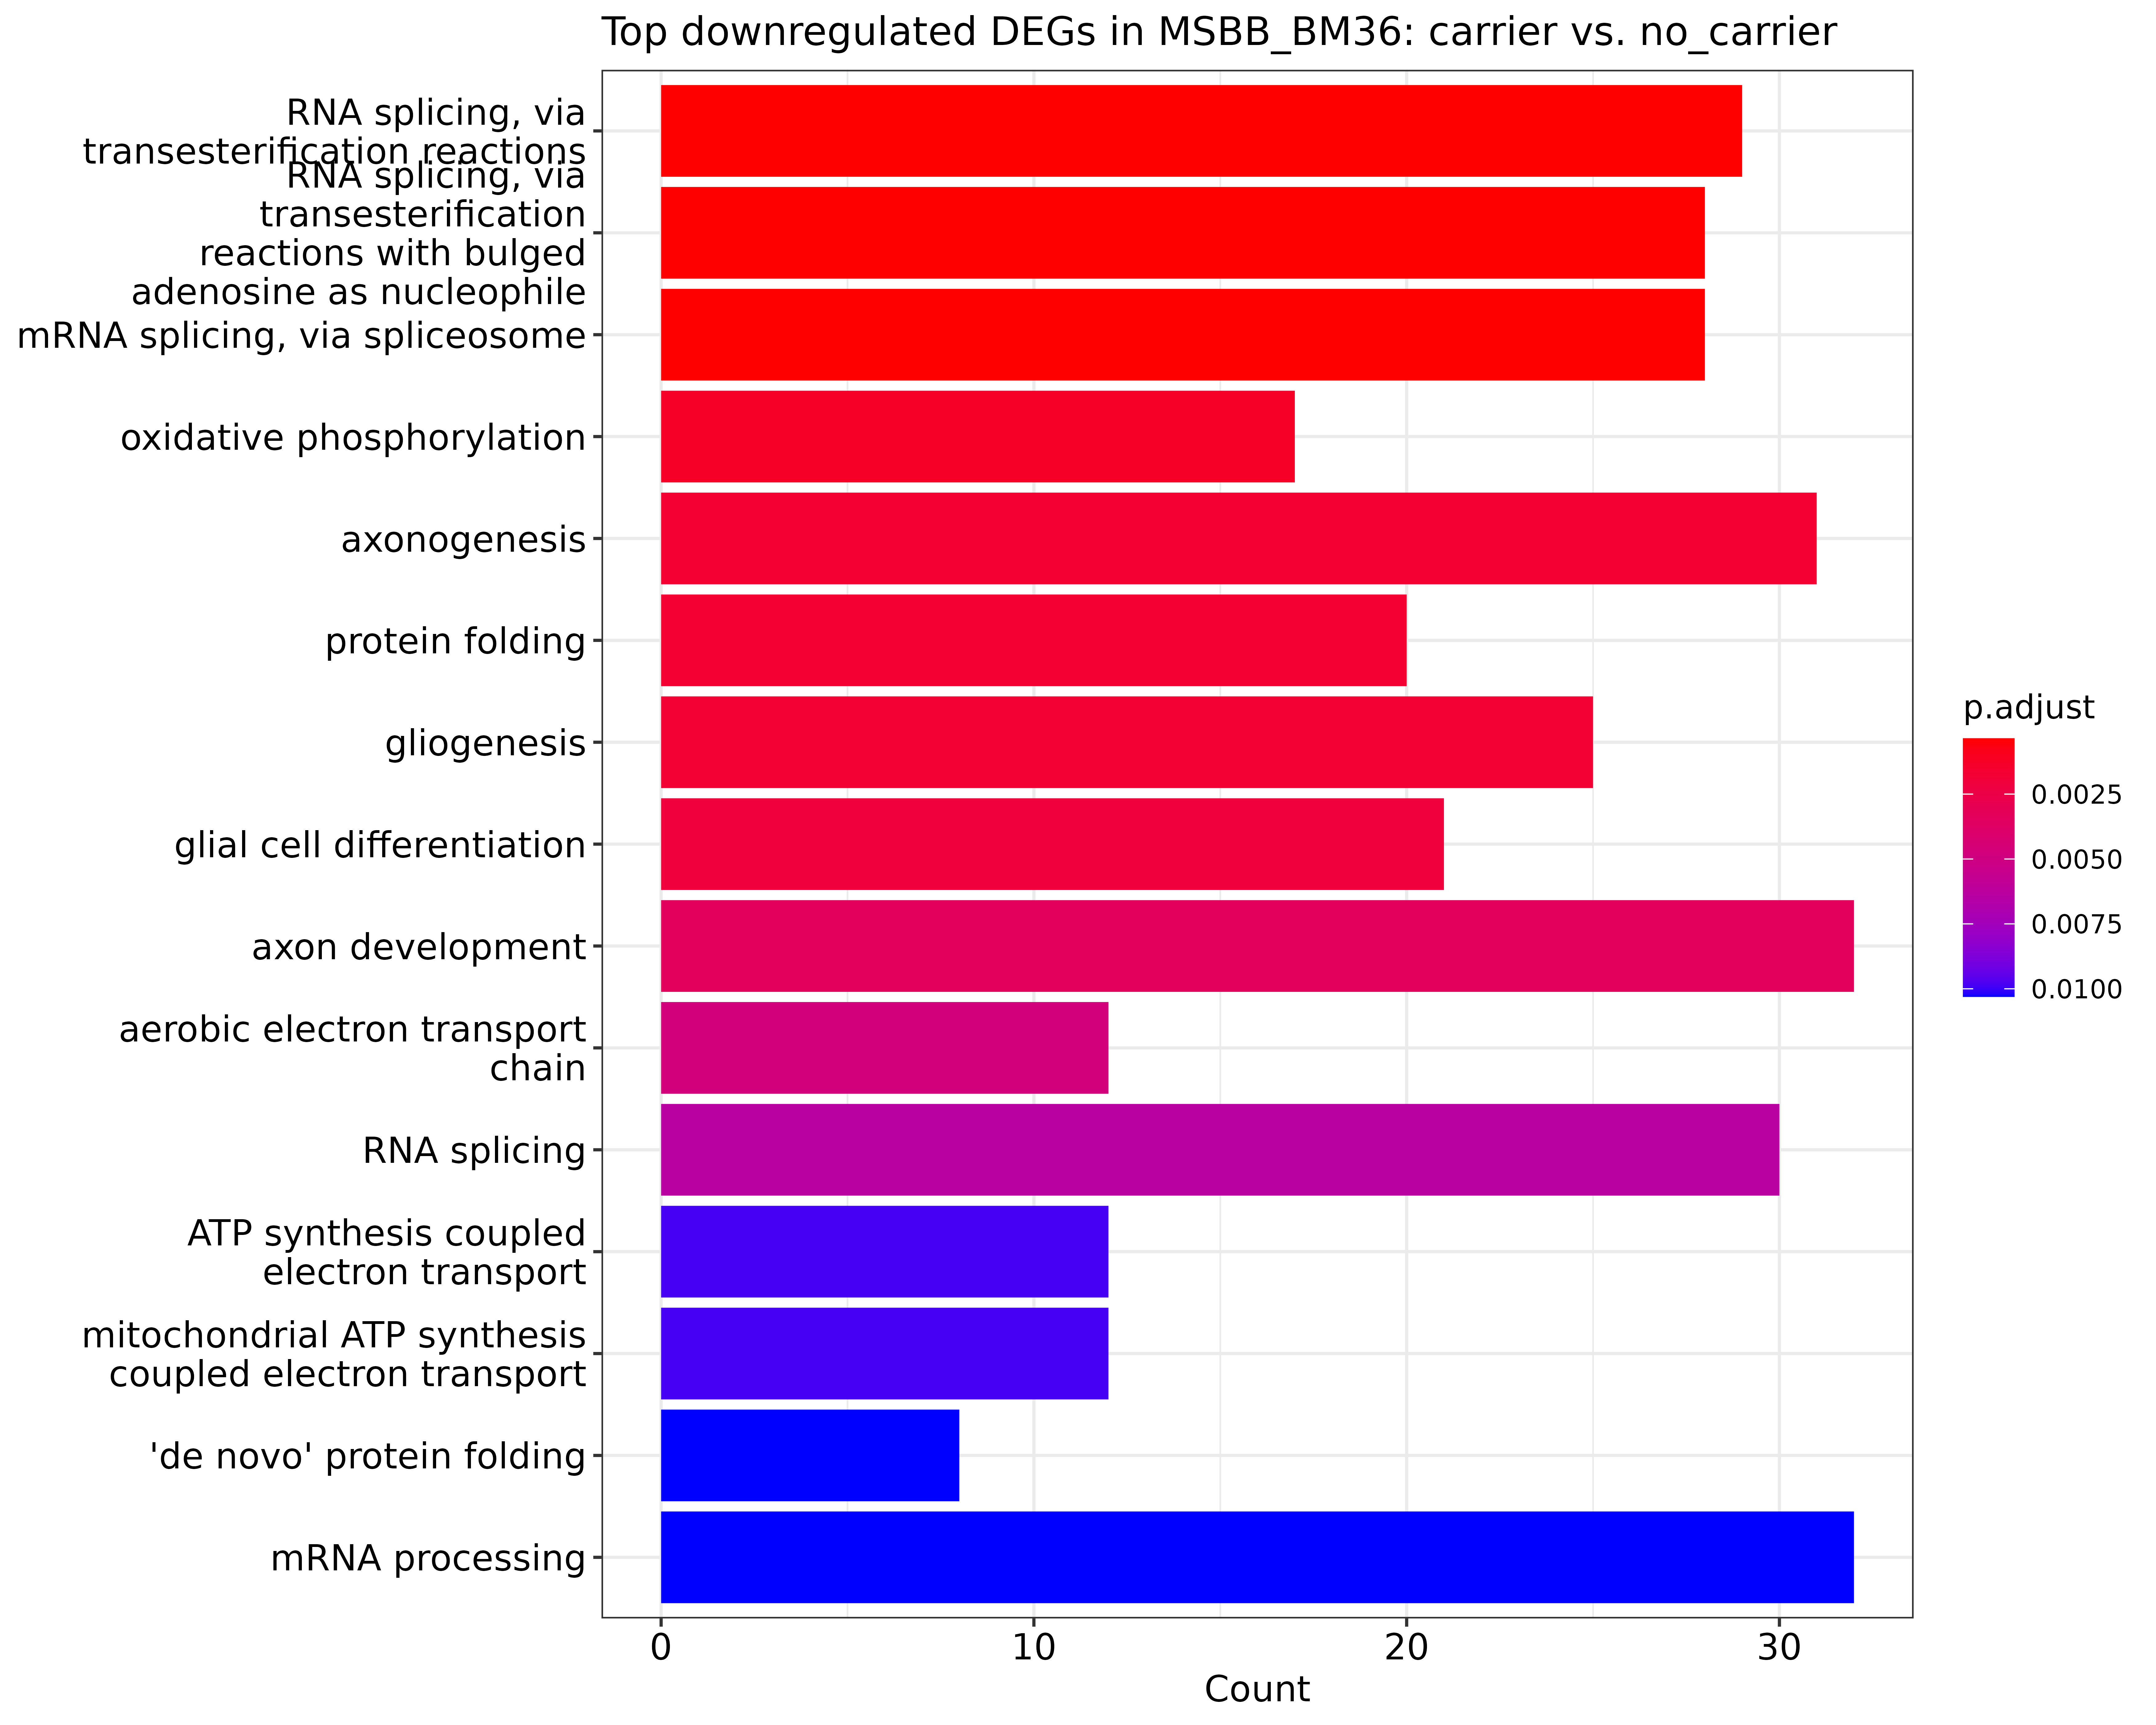 Top downregulated DEGs in MSBB_BM36: carrier vs. no_carrier
RNA splicing, via
transesterification reactions
RNA splicing, via
transesterification
reactions with bulged
adenosine as nucleophile
mRNA splicing, via spliceosome
oxidative phosphorylation
axonogenesis
protein folding
gliogenesis
glial cell differentiation
axon development
aerobic electron transport
chain
RNA splicing
ATP synthesis coupled
electron transport
mitochondrial ATP synthesis
coupled electron transport
'de novo' protein folding
mRNA processing
0
10
20
30
Count
p.adjust
0.0025
0.0050
0.0075
0.0100